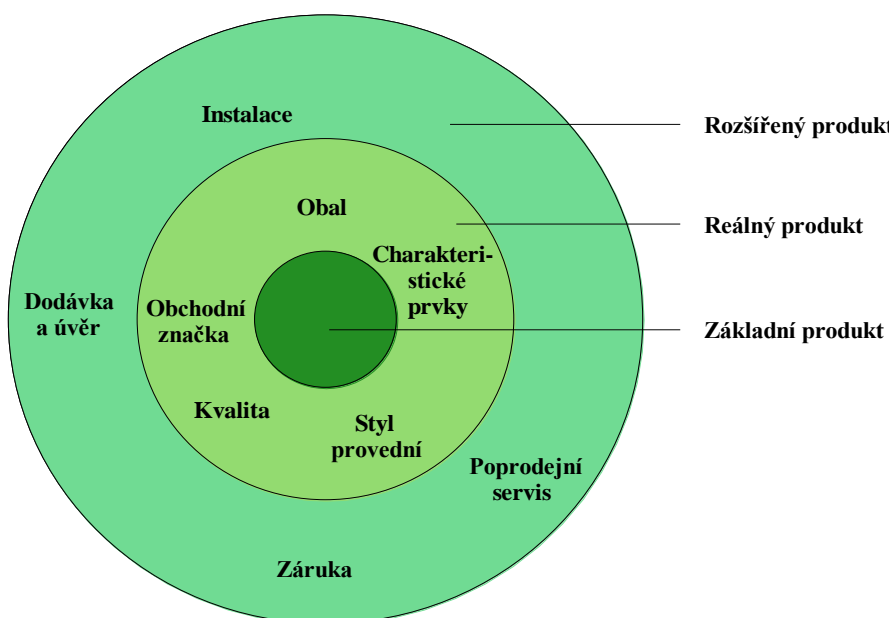 Instalace
Rozšířený produkt
Obal
Reálný produkt
Charakteri-
stické
prvky
Dodávka
a úvěr
Obchodní
značka
Základní produkt
Kvalita
Styl
provední
Poprodejní
servis
Záruka